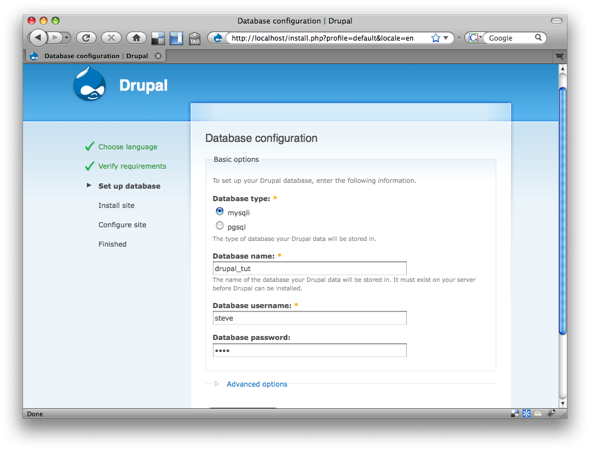 Database configuration | Drupal
http://localhost/install.php?profile=default&locale=en
Google
Database configuration | Drupal
Drupal
Choose language
Verify requirements
Set up database
Install site
Configure site
Finished
Database configuration
Basic options
To set up your Drupal database, enter the following information.
Database type: *
mysqli
pgsql
The type of database your Drupal data will be stored in.
Database name: *
drupal_tut
The name of the database your Drupal data will be stored in. It must exist on your server
before Drupal can be installed.
Database username: *
steve
Database password:
••••
Advanced options
Done